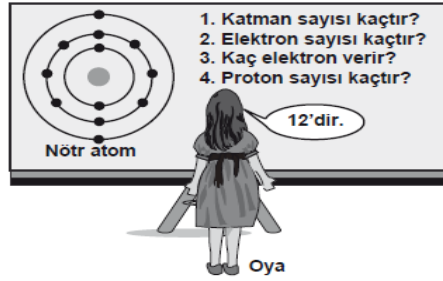 1. Katman sayısı kaçtır?
2. Elektron sayısı kaçtır?
3. Kaç elektron verir?
4. Proton sayısı kaçtır?
12'dir.
Nötr atom
Oya